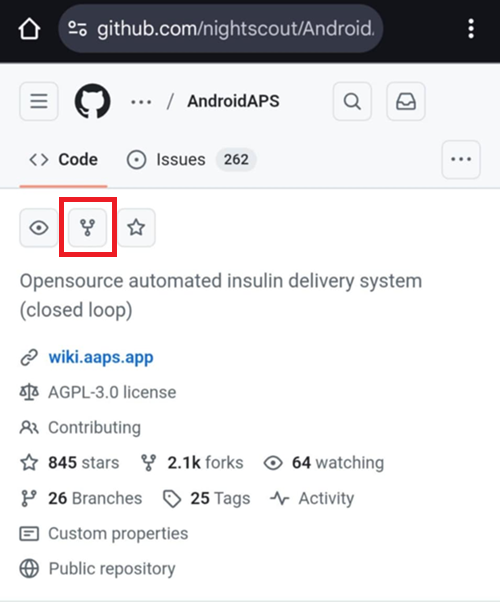 github.com/nightscout/Android.
... / AndroidAPS
Code Issues 262
Opensource automated insulin delivery system
(closed loop)
wiki.aaps.app
AGPL-3.0 license
Contributing
845 stars 2.1k forks 64 watching
26 Branches 25 Tags Activity
Custom properties
Public repository